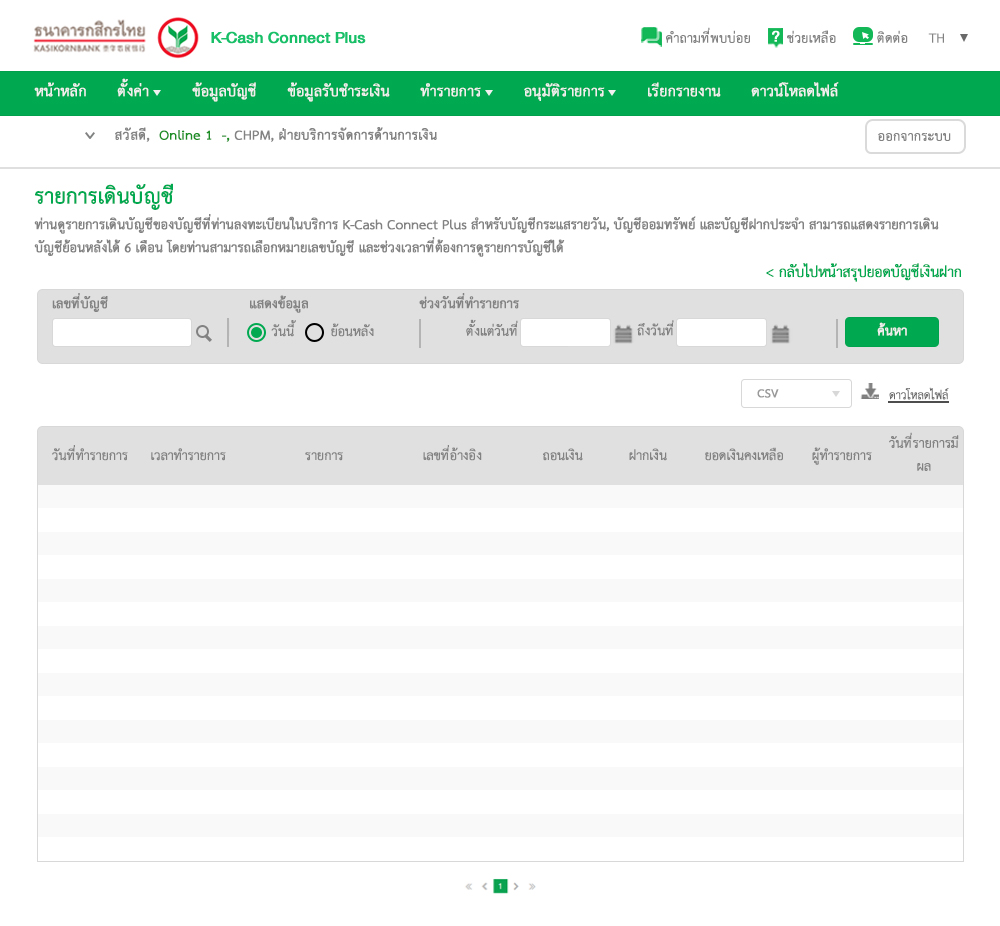 ธนาคารกสิกรไทย
KASIKORNBANK 泰华农民银行
K-Cash Connect Plus
คำถามที่พบบ่อย ช่วยเหลือ ติดต่อ TH
หน้าหลัก ตั้งค่า ข้อมูลบัญชี ข้อมูลรับชำระเงิน ทำรายการ อนุมัติรายการ เรียกรายงาน ดาวน์โหลดไฟล์
สวัสดี, Online 1 -, CHPM, ฝ่ายบริการจัดการด้านการเงิน ออกจากระบบ
รายการเดินบัญชี
ท่านดูรายการเดินบัญชีของบัญชีที่ท่านลงทะเบียนในบริการ K-Cash Connect Plus สำหรับบัญชีกระแสรายวัน, บัญชีออมทรัพย์ และบัญชีฝากประจำ สามารถแสดงรายการเดิน
บัญชีย้อนหลังได้ 6 เดือน โดยท่านสามารถเลือกหมายเลขบัญชี และช่วงเวลาที่ต้องการดูรายการบัญชีได้
< กลับไปหน้าสรุปยอดบัญชีเงินฝาก
เลขที่บัญชี แสดงข้อมูล ช่วงวันที่ทำรายการ
วันนี้ ย้อนหลัง ตั้งแต่วันที่ ถึงวันที่ ค้นหา
CSV ดาวโหลดไฟล์
วันที่ทำรายการ เวลาทำรายการ รายการ เลขที่อ้างอิง ถอนเงิน ฝากเงิน ยอดเงินคงเหลือ ผู้ทำรายการ วันที่รายการมี
ผล
« < 1 > »